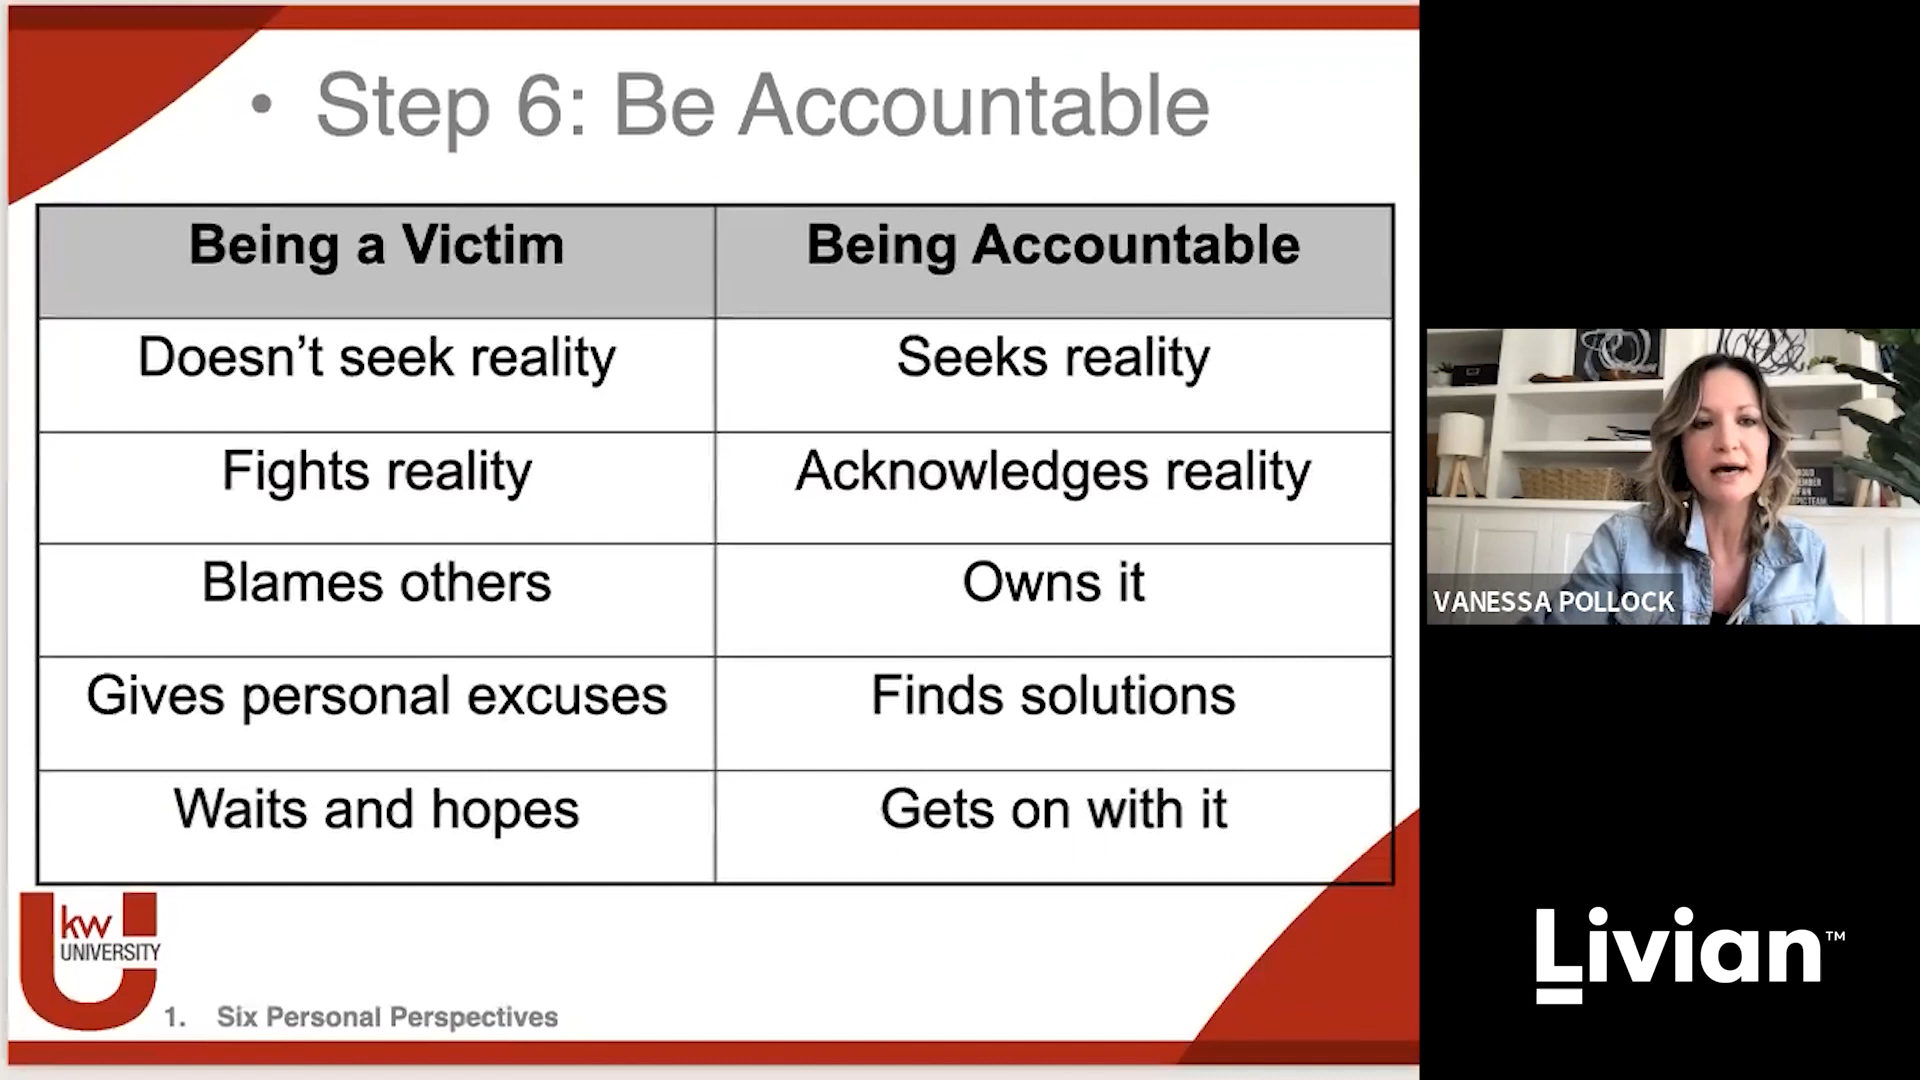 • Step 6: Be Accountable
Being a Victim
Being Accountable
Doesn’t seek reality
Seeks reality
Fights reality
Acknowledges reality
Blames others
Owns it
Gives personal excuses
Finds solutions
Waits and hopes
Gets on with it
kw
UNIVERSITY
1. Six Personal Perspectives
VANESSA POLLOCK
Livian™